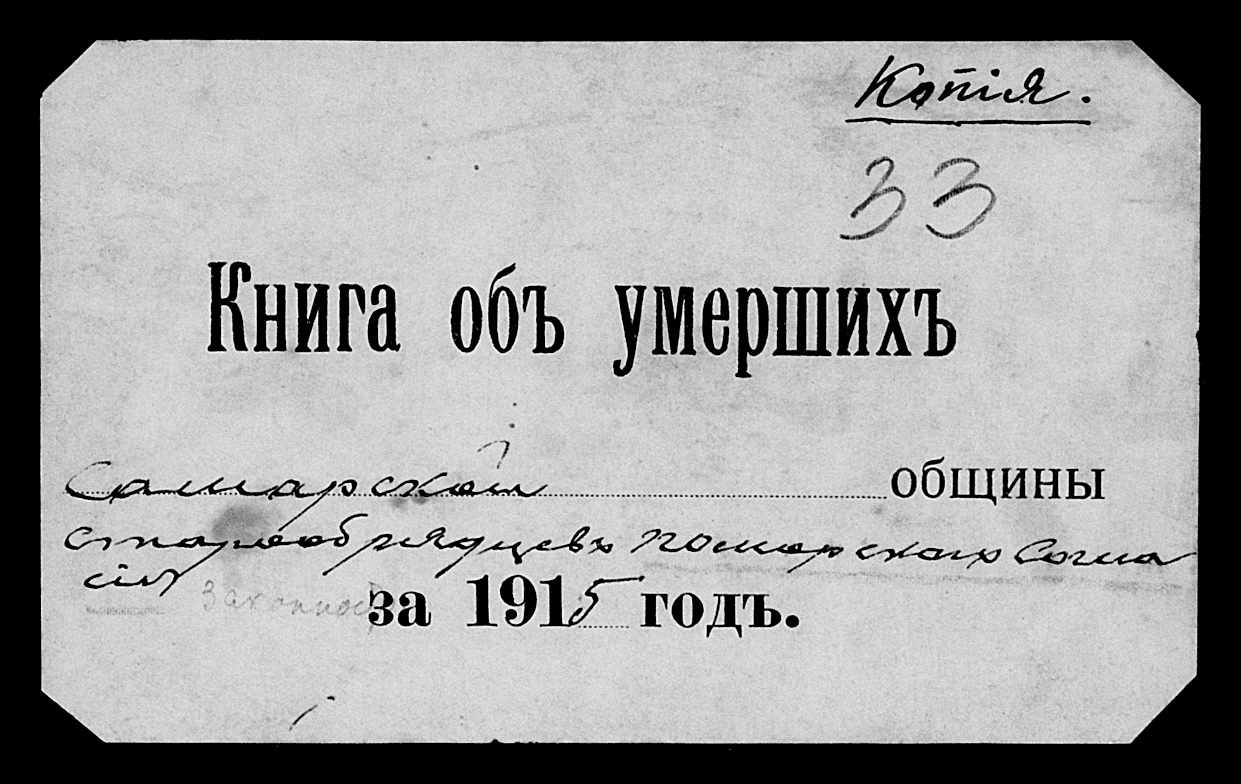 Копія.
33
Книга объ умершихъ
Самарской общины
старообрядцевъ поморскаго согла
сія
за 1915 годъ.